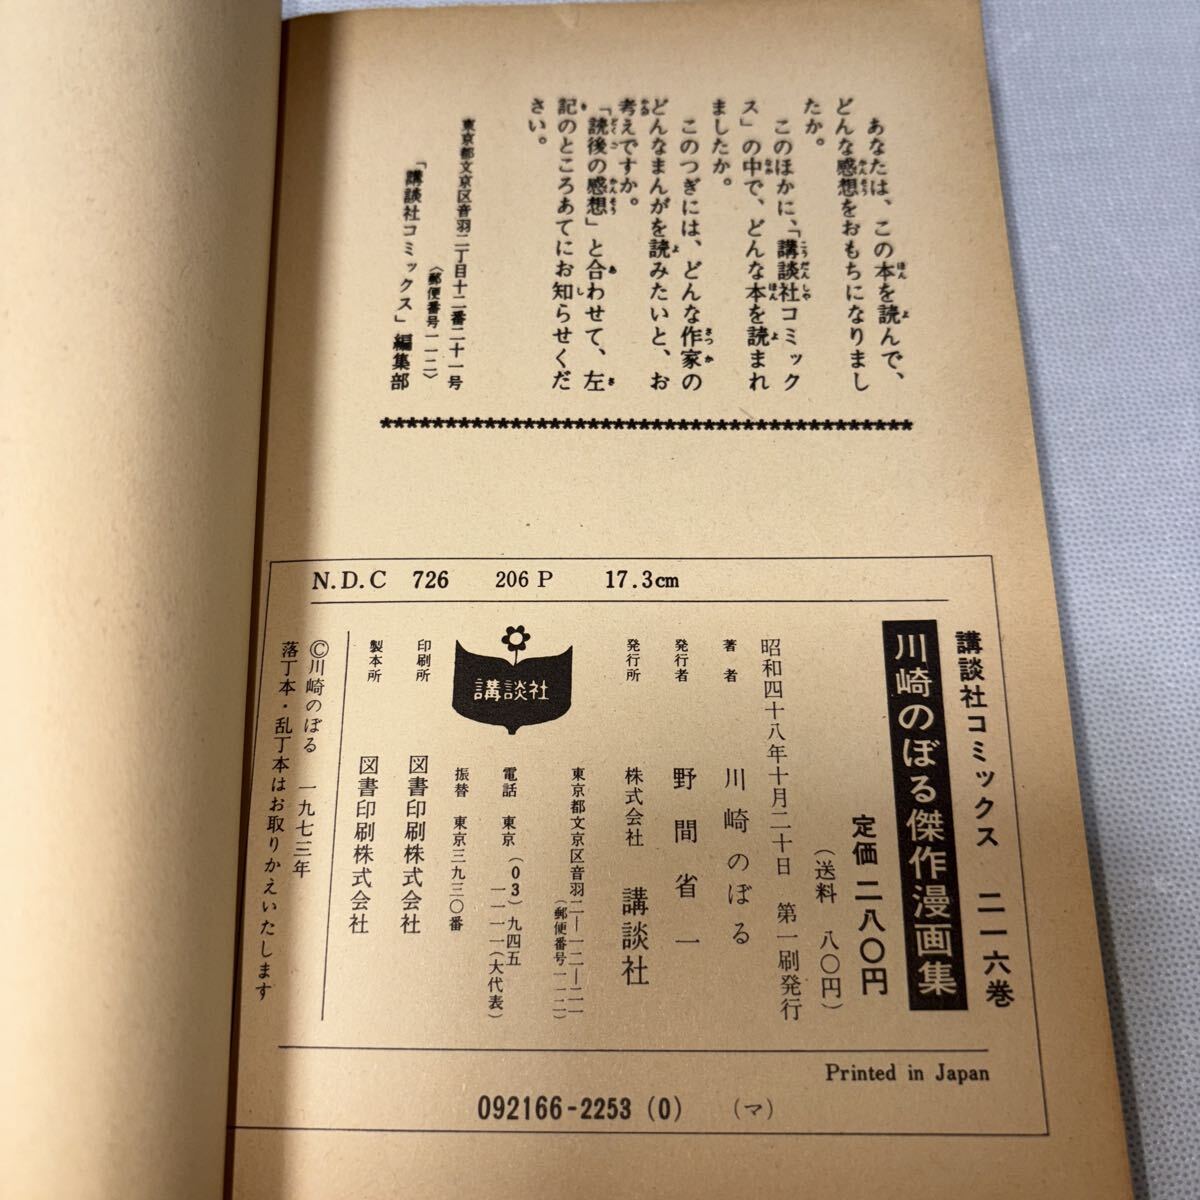 あなたは、この本を読んで、
どんな感想をおもちになりまし
たか。
このほかに、「講談社コミック
ス」の中で、どんな本を読まれ
ましたか。
このつぎには、どんな作家の
どんなまんがを読みたいと、お
考えですか。
「読後の感想」と合わせて、左
記のところあてにお知らせくだ
さい。
東京都文京区音羽二丁目十二番二十一号
(郵便番号一一二)
「講談社コミックス」編集部
************************************
N.D.C 726 206 P 17.3cm
講談社コミックス 二一六巻
川崎のぼる傑作漫画集
定価 二八〇円
(送料 八〇円)
昭和四十八年十月二十日 第一刷発行
著者 川崎のぼる
発行者 野間省一
発行所 株式会社 講談社
東京都文京区音羽二—一二—二一
(郵便番号一一二)
電話 東京(03)九四五
一一一一(大代表)
振替 東京三九三〇番
講談社
印刷所 図書印刷株式会社
製本所 図書印刷株式会社
©川崎のぼる 一九七三年
落丁本・乱丁本はお取りかえいたします
Printed in Japan
092166-2253(0) (マ)